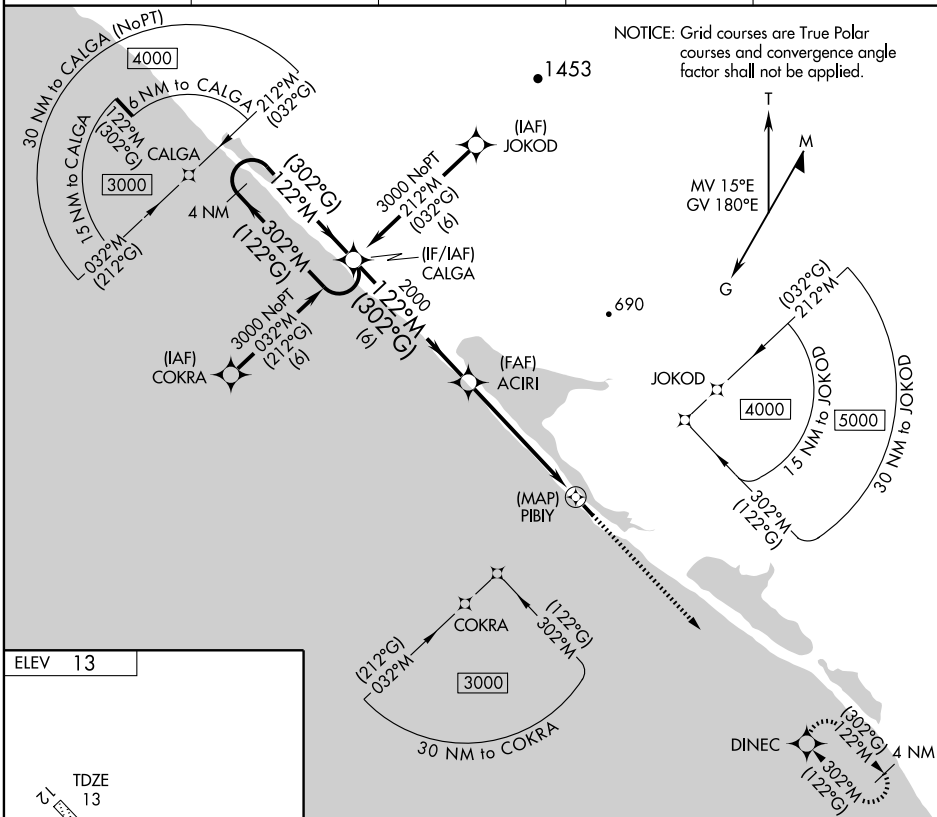 NOTICE: Grid courses are True Polar
courses and convergence angle
factor shall not be applied.
30 NM to CALGA (NoPT)
4000
6 NM to CALGA
212°M
(032°G)
122°M
(302°G)
15 NM to CALGA
CALGA
3000
032°M
(212°G)
1453
(IAF)
JOKOD
3000 NoPT
212°M
(032°G)
(6)
T
M
MV 15°E
GV 180°E
G
(302°G)
122°M
4 NM
302°M
(122°G)
(IF/IAF)
CALGA
2000
122°M
(302°G)
(6)
3000 NoPT
032°M
(212°G)
(6)
(IAF)
COKRA
690
(FAF)
ACIRI
(032°G)
212°M
JOKOD
4000
5000
15 NM to JOKOD
30 NM to JOKOD
302°M
(122°G)
(MAP)
PIBIY
COKRA
(212°G)
032°M
(122°G)
302°M
3000
30 NM to COKRA
DINEC
(302°G)
122°M
4 NM
302°M
(122°G)
ELEV 13
TDZE
13
12